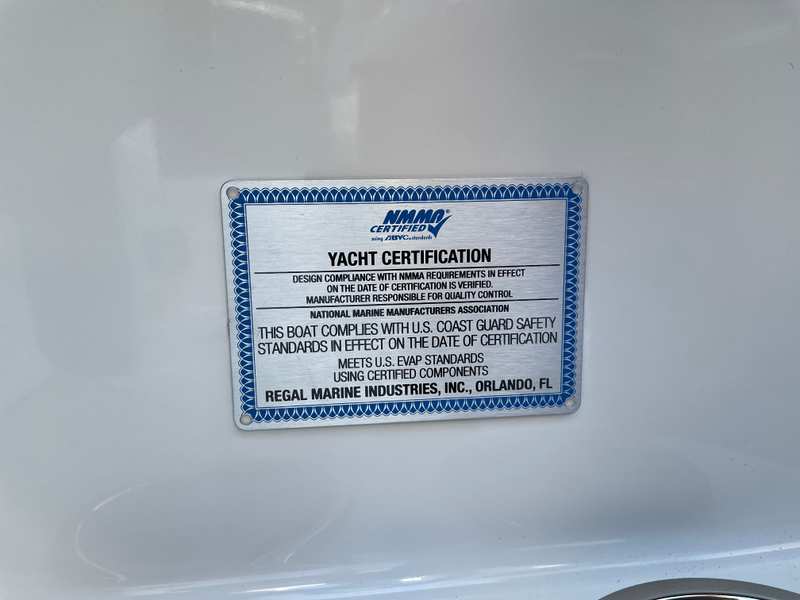 NMMA®
CERTIFIED
using ABYC standards
YACHT CERTIFICATION
DESIGN COMPLIANCE WITH NMMA REQUIREMENTS IN EFFECT
ON THE DATE OF CERTIFICATION IS VERIFIED.
MANUFACTURER RESPONSIBLE FOR QUALITY CONTROL
NATIONAL MARINE MANUFACTURERS ASSOCIATION
THIS BOAT COMPLIES WITH U.S. COAST GUARD SAFETY
STANDARDS IN EFFECT ON THE DATE OF CERTIFICATION
MEETS U.S. EVAP STANDARDS
USING CERTIFIED COMPONENTS
REGAL MARINE INDUSTRIES, INC., ORLANDO, FL